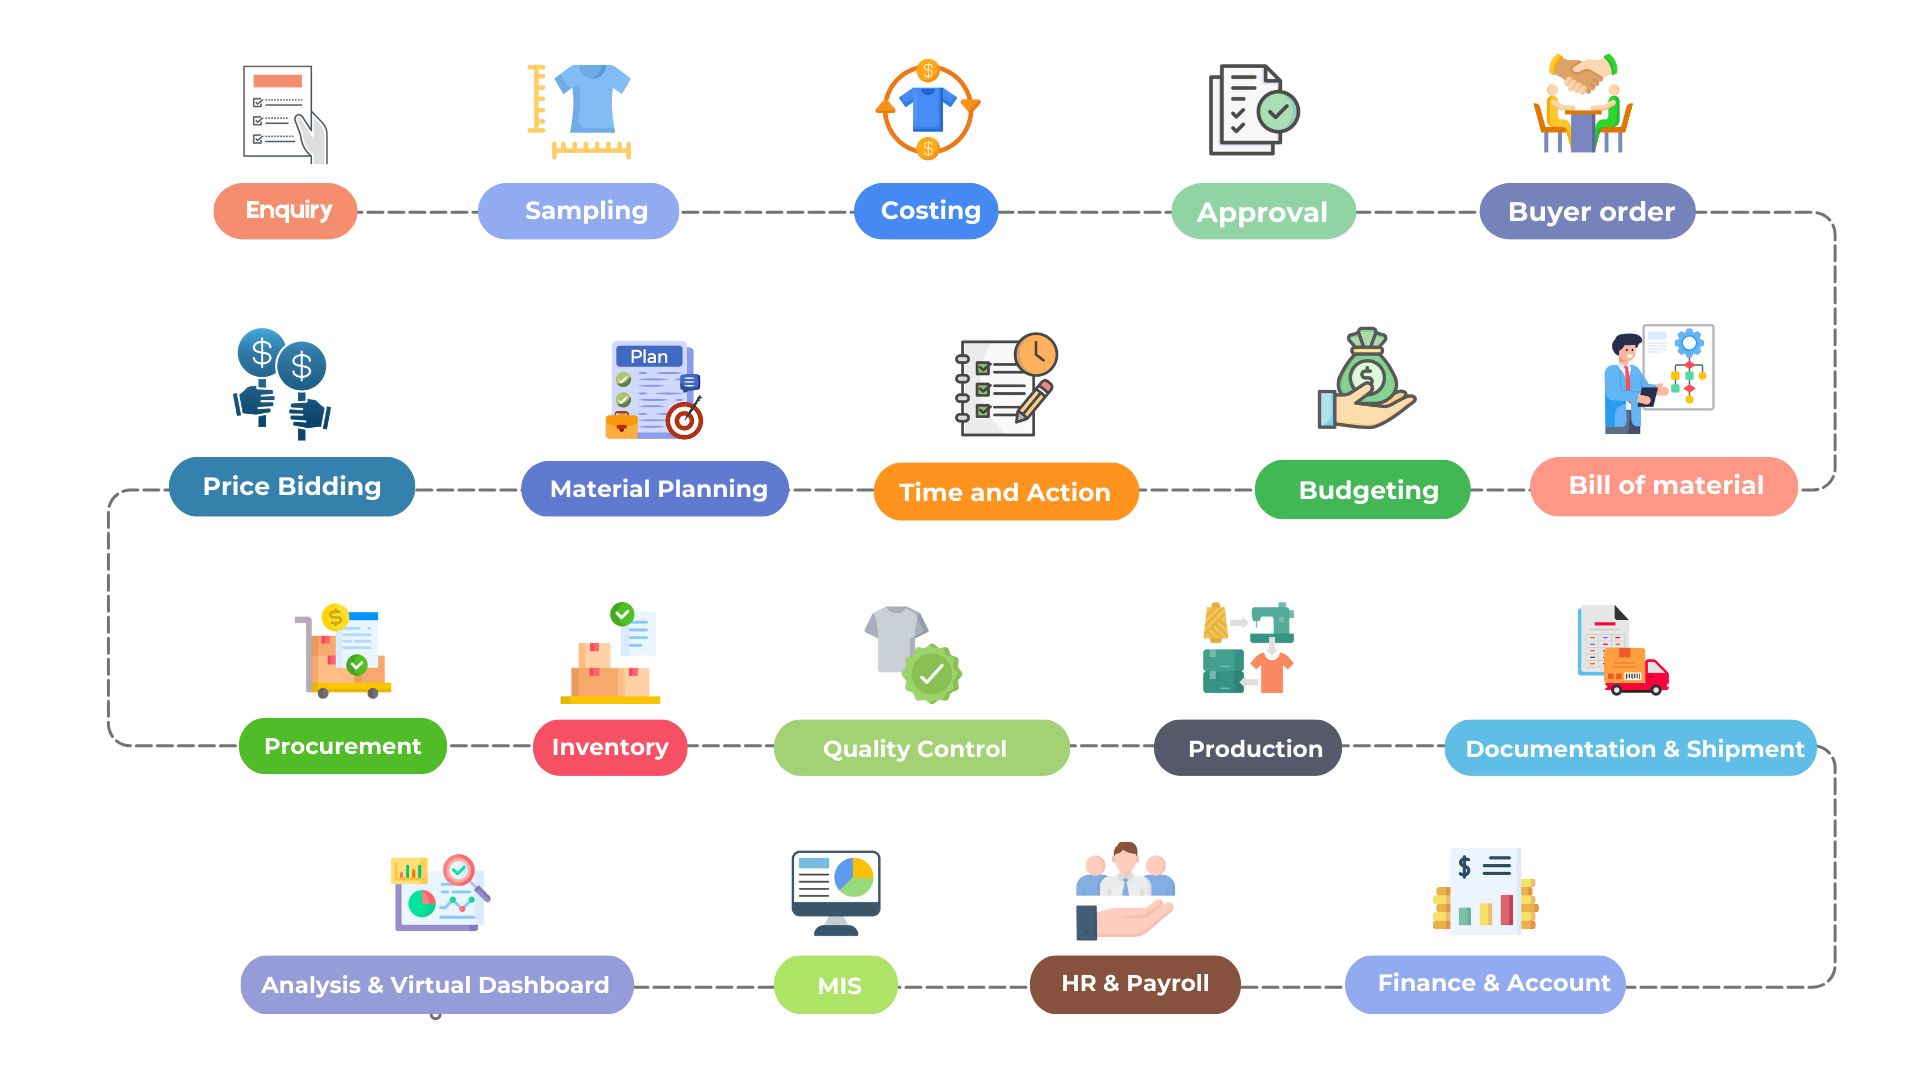 Enquiry
Sampling
$
$
Costing
Approval
Buyer order
$
$
Price Bidding
Plan
Material Planning
Time and Action
$
Budgeting
Bill of material
$
Procurement
Inventory
Quality Control
Production
Documentation & Shipment
Analysis & Virtual Dashboard
MIS
HR & Payroll
$
Finance & Account